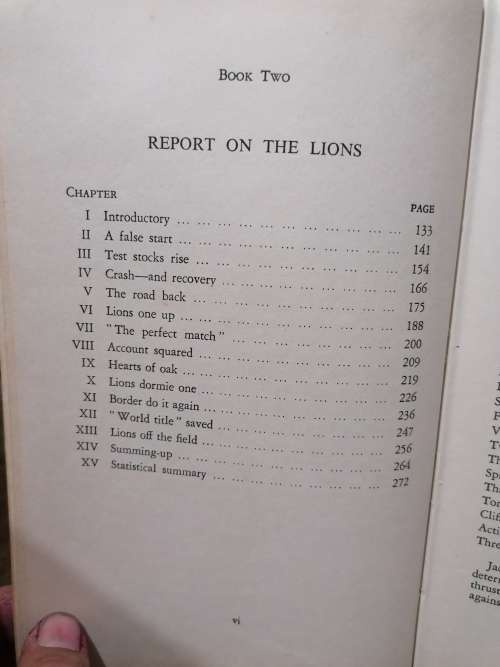 BOOK TWO
REPORT ON THE LIONS
CHAPTER PAGE
I Introductory ... ... ... ... ... ... ... ... ... ... ... 133
II A false start ... ... ... ... ... ... ... ... ... ... ... 141
III Test stocks rise ... ... ... ... ... ... ... ... ... ... 154
IV Crash—and recovery ... ... ... ... ... ... ... ... ... 166
V The road back ... ... ... ... ... ... ... ... ... ... 175
VI Lions one up ... ... ... ... ... ... ... ... ... ... 188
VII "The perfect match" ... ... ... ... ... ... ... ... 200
VIII Account squared ... ... ... ... ... ... ... ... ... 209
IX Hearts of oak ... ... ... ... ... ... ... ... ... ... 219
X Lions dormie one ... ... ... ... ... ... ... ... ... 226
XI Border do it again ... ... ... ... ... ... ... ... ... 236
XII "World title" saved ... ... ... ... ... ... ... ... 247
XIII Lions off the field ... ... ... ... ... ... ... ... ... 256
XIV Summing-up ... ... ... ... ... ... ... ... ... ... 264
XV Statistical summary ... ... ... ... ... ... ... ... 272
vi